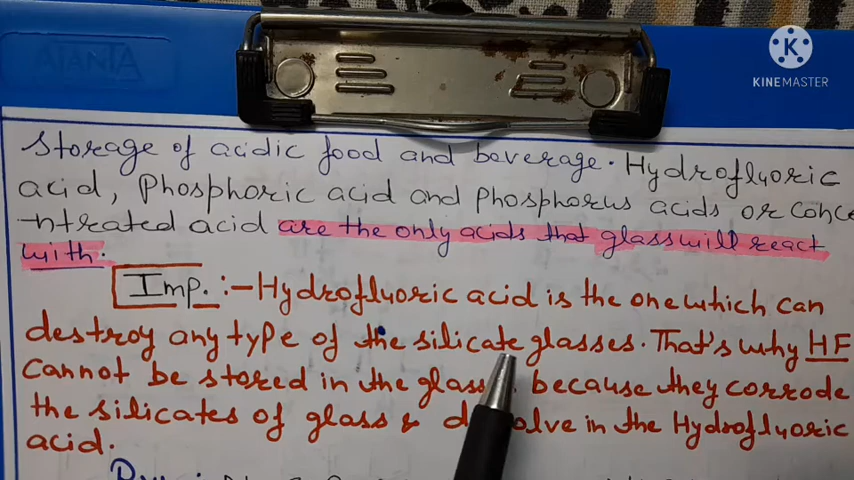 ATANTA
KINEMASTER
Storage of acidic food and beverage. Hydrofluoric
acid, Phosphoric acid and Phosphorus acids or conce
-ntrated acid are the only acids that glass will react
with.
Imp. :- Hydrofluoric acid is the one which can
destroy any type of the silicate glasses. That's why HF
cannot be stored in the glass because they corrode
the silicates of glass & in the Hydrofluoric
acid.